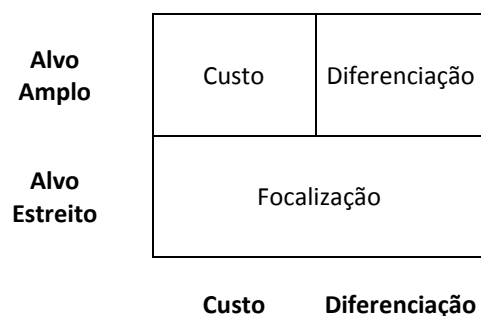 Alvo
Amplo
Custo
Diferenciação
Alvo
Estreito
Focalização
Custo
Diferenciação